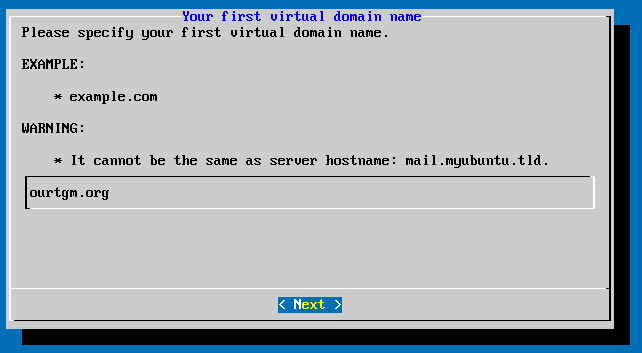 Your first virtual domain name
Please specify your first virtual domain name.
EXAMPLE:
* example.com
WARNING:
* It cannot be the same as server hostname: mail.myubuntu.tld.
ourtgm.org
< Next >